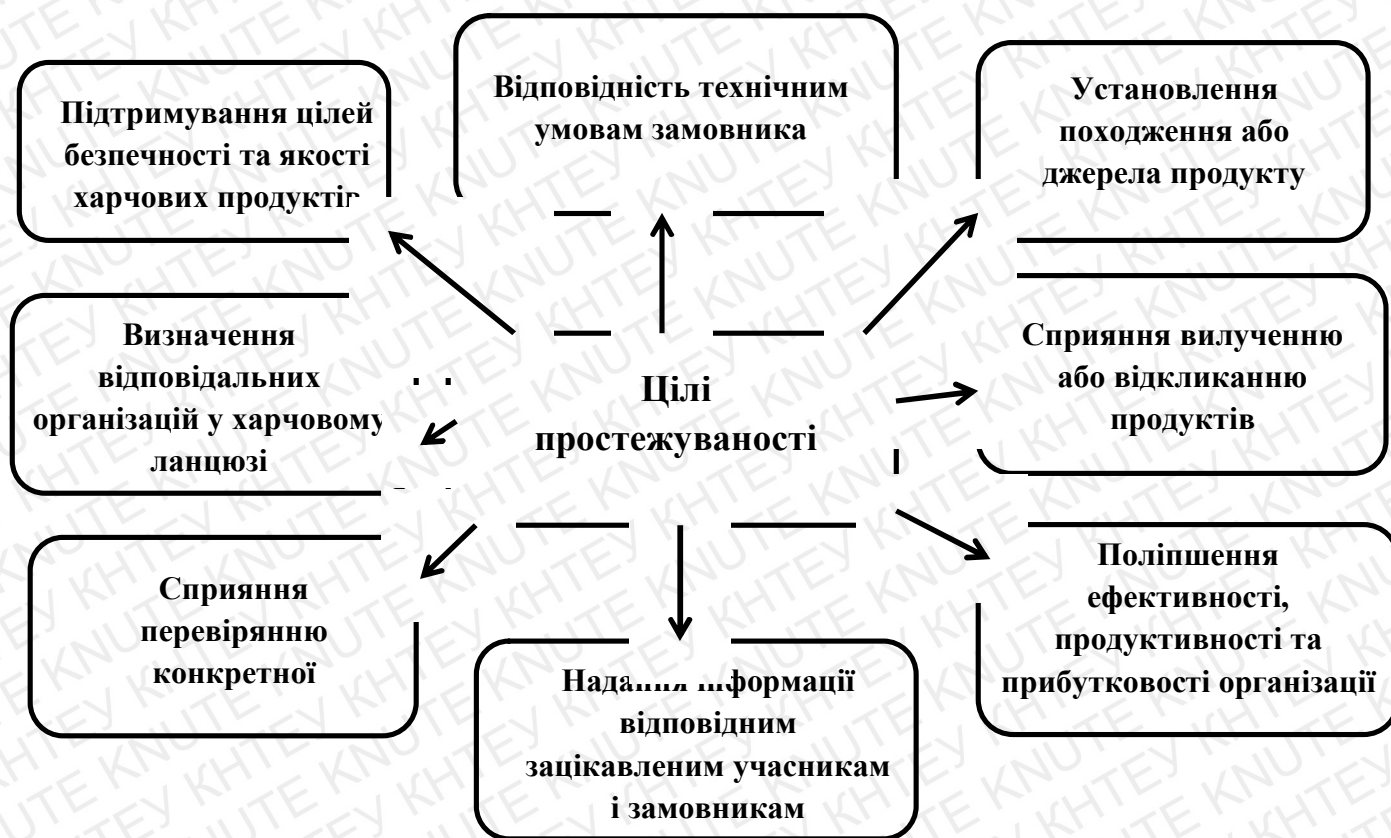 Підтримування цілей
безпечності та якості
харчових продуктів
Відповідність технічним
умовам замовника
Установлення
походження або
джерела продукту
Визначення
відповідальних
організацій у харчовому
ланцюзі
Цілі
простежуваності
Сприяння вилученню
або відкликанню
продуктів
Сприяння
перевірянню
конкретної
Надання інформації
відповідним
зацікавленим учасникам
і замовникам
Поліпшення
ефективності,
продуктивності та
прибутковості організації